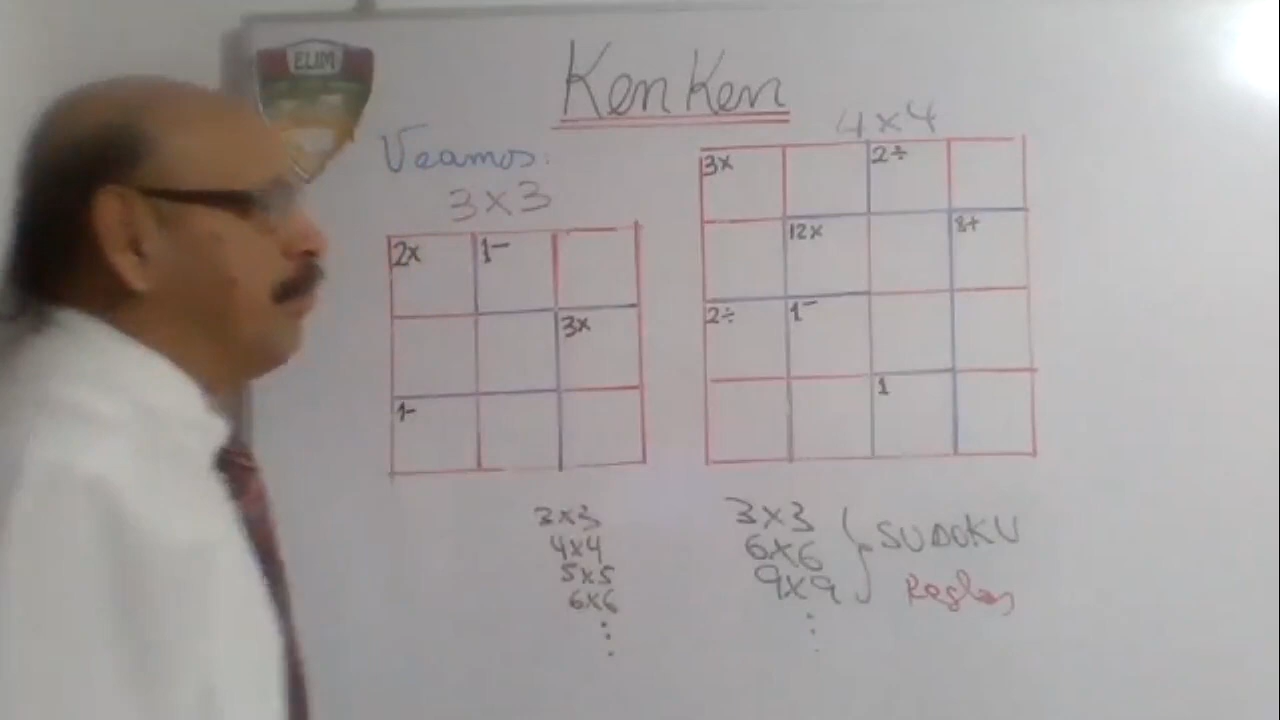 ELIM
KenKen
Veamos:
3x3
2x 1-
3x
1-
4x4
3x 2÷
12x 8+
2÷ 1-
1
3x3
4x4
5x5
6x6
3x3
6x6
9x9
SUDOKU
Reglas